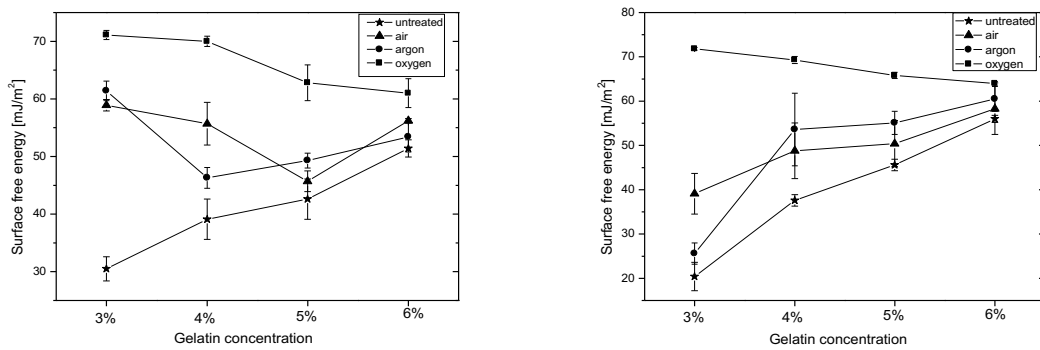 untreated
air
argon
oxygen
70
60
50
40
30
Surface free energy [mJ/m²]
3%
4%
5%
6%
Gelatin concentration
untreated
air
argon
oxygen
80
70
60
50
40
30
20
Surface free energy [mJ/m²]
3%
4%
5%
6%
Gelatin concentration